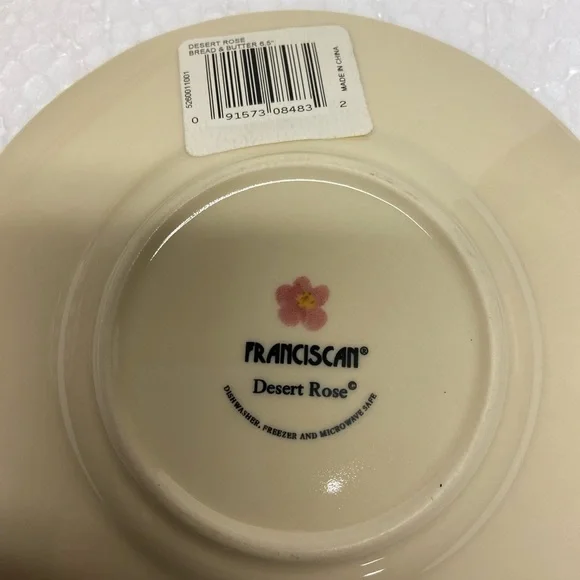 DESERT ROSE
BREAD & BUTTER 6.5"
5260011001
MADE IN CHINA
0 91573 08483 2
FRANCISCAN®
Desert Rose©
DISHWASHER, FREEZER AND MICROWAVE SAFE